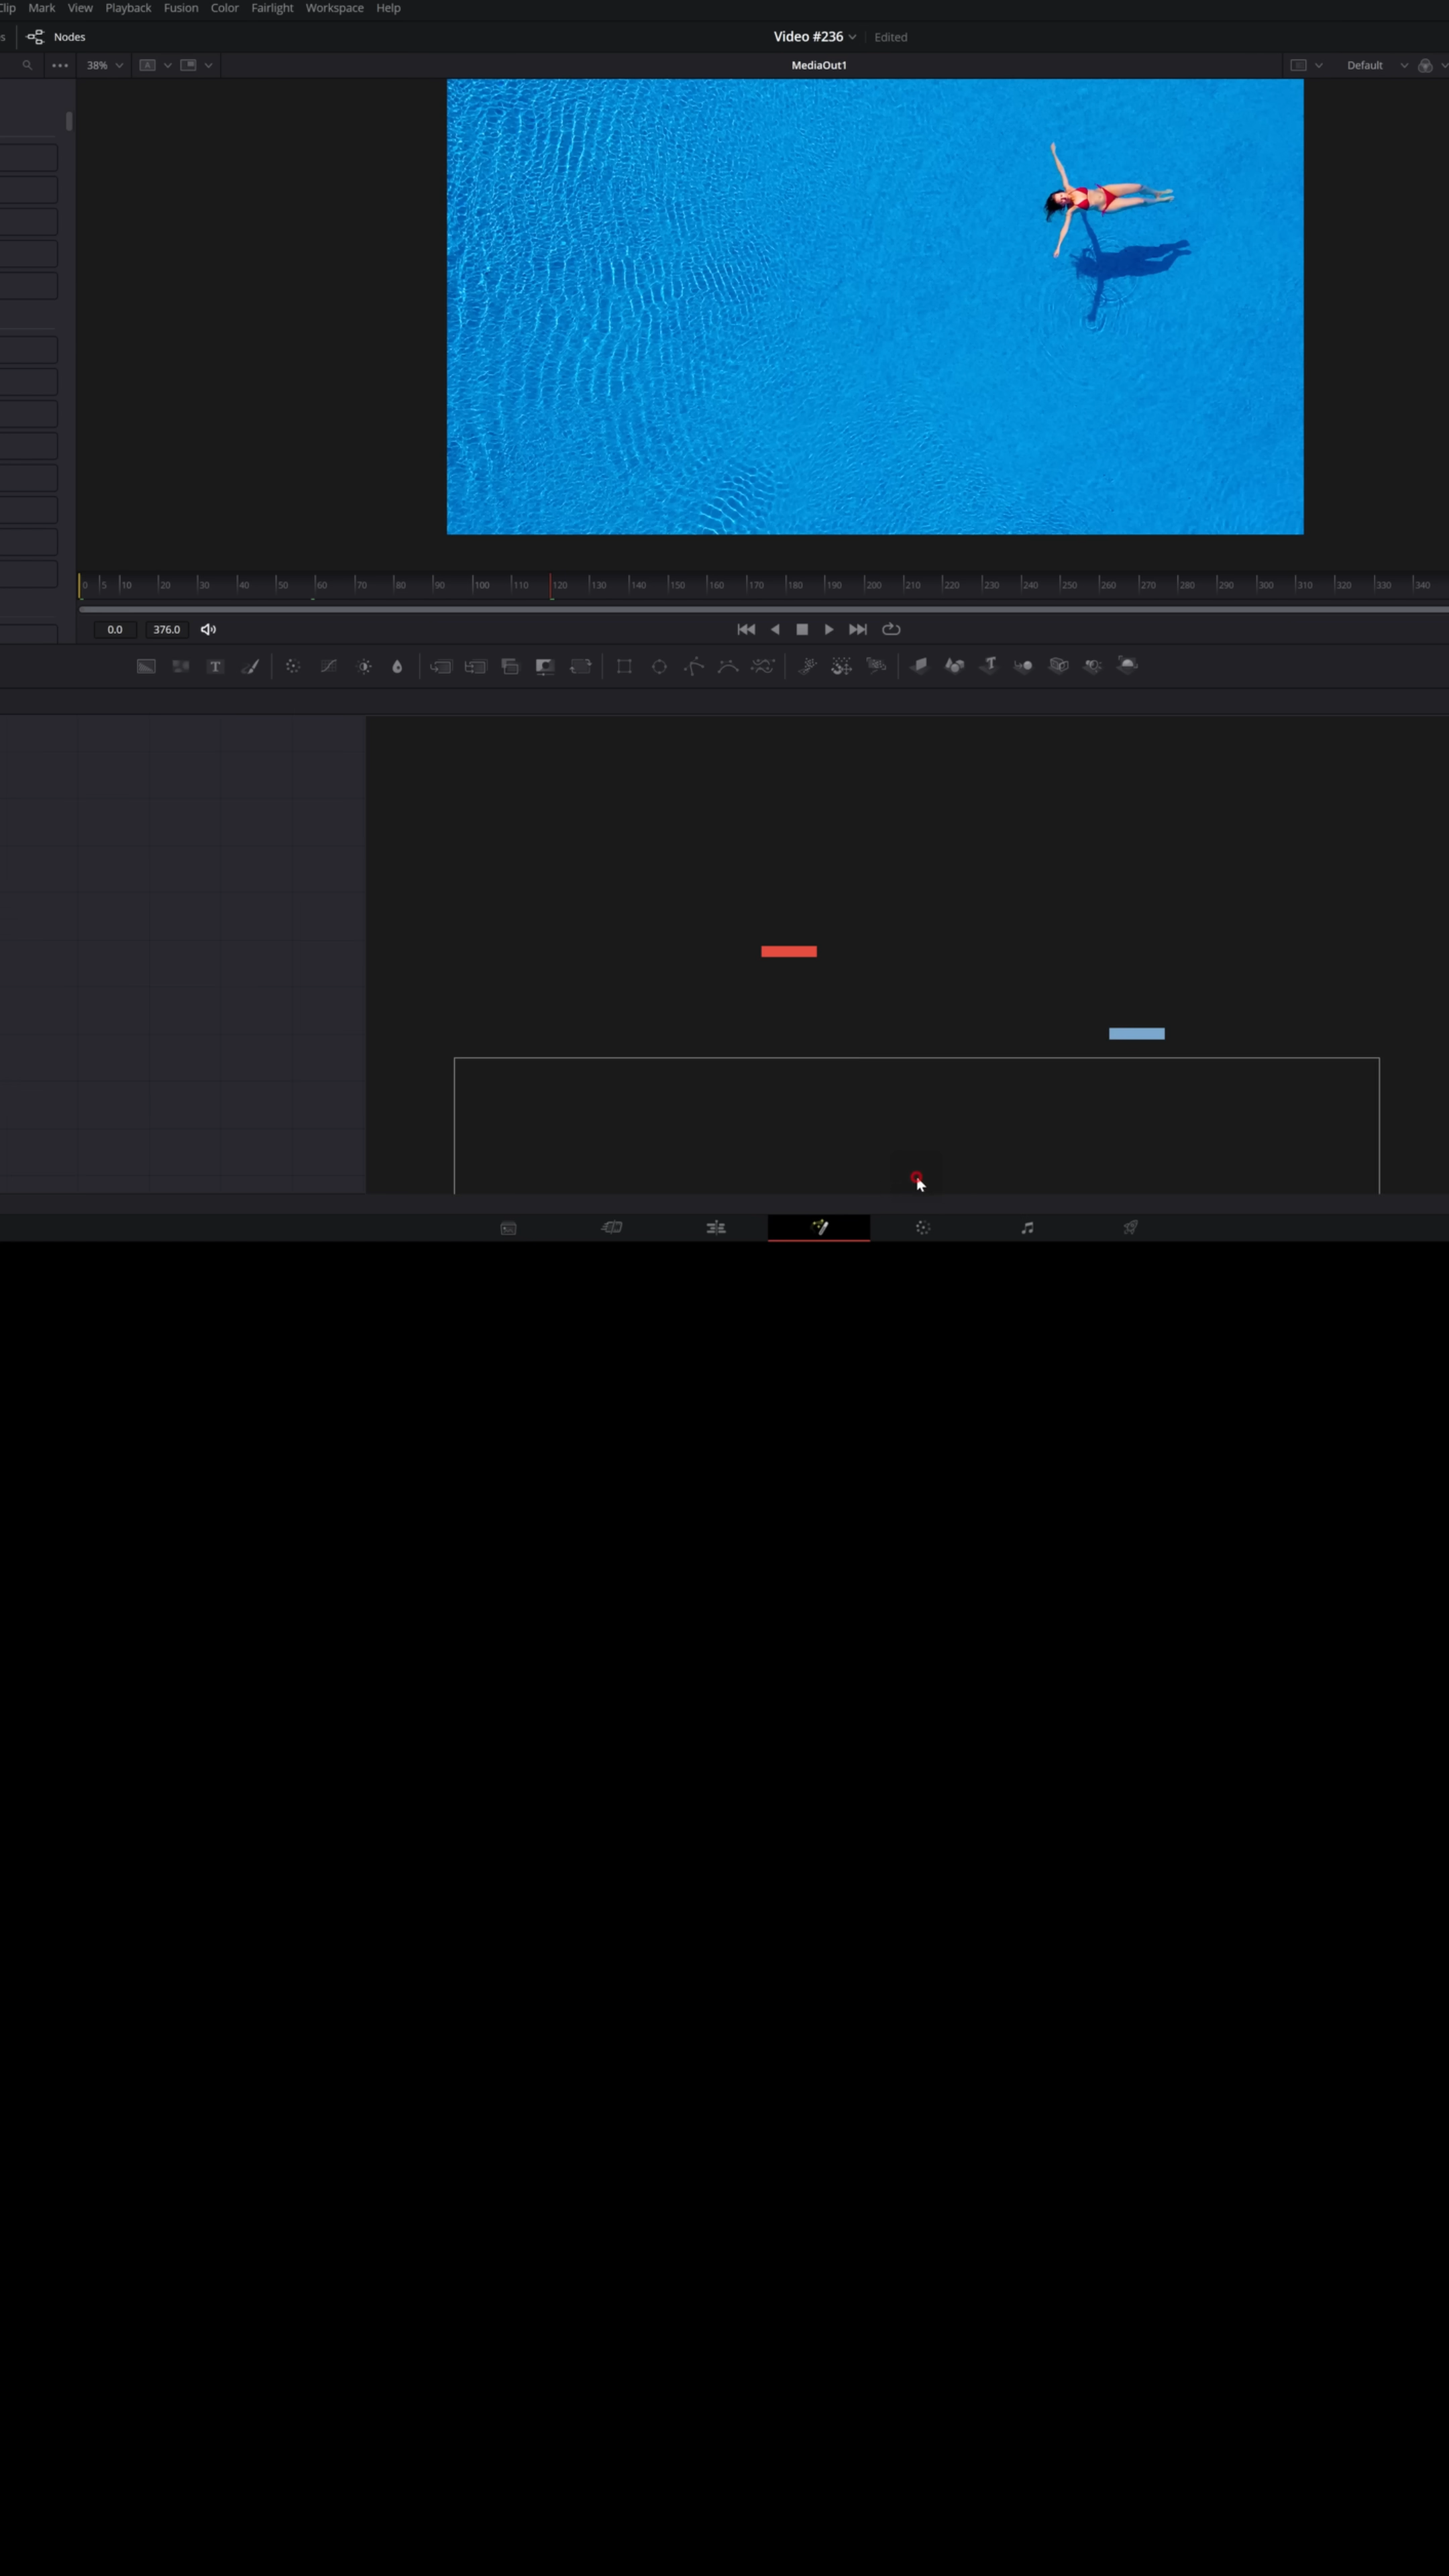 Clip Mark View Playback Fusion Color Fairlight Workspace Help
s Nodes Video #236 Edited
38% A MediaOut1 Default
0 5 10 20 30 40 50 60 70 80 90 100 110 120 130 140 150 160 170 180 190 200 210 220 230 240 250 260 270 280 290 300 310 320 330 340
0.0 376.0
T